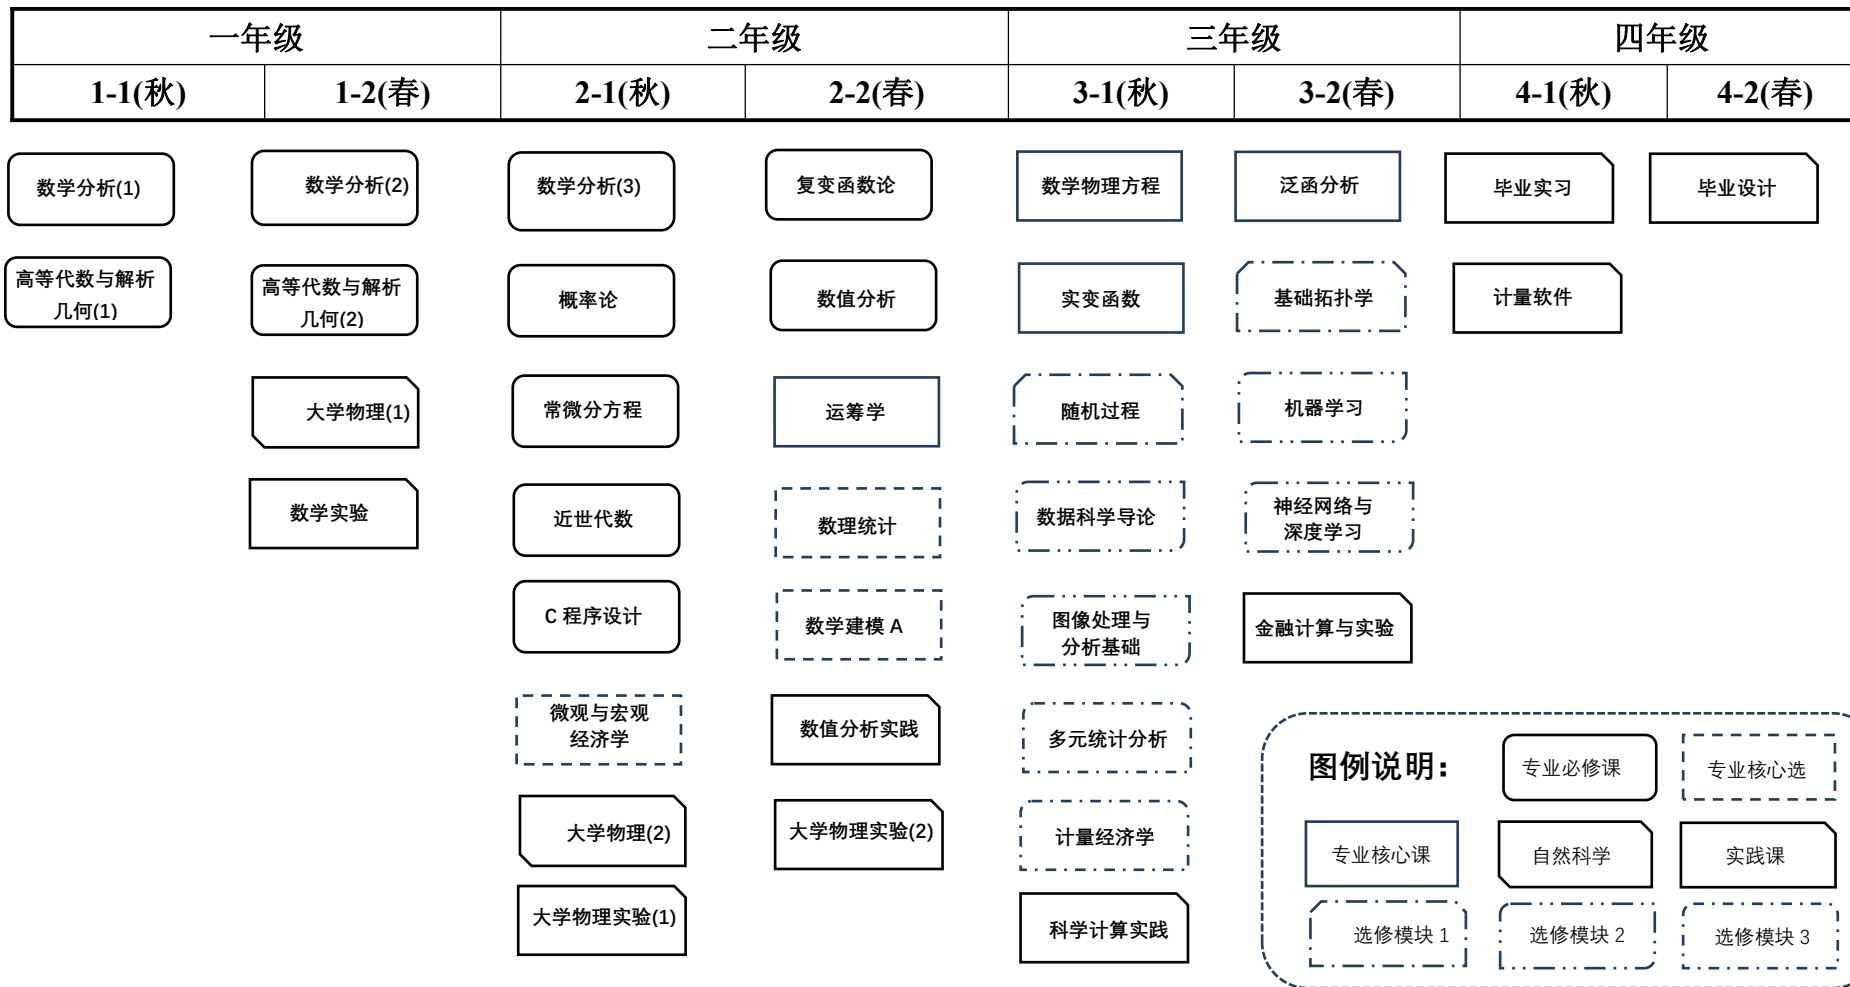 一年级 二年级 三年级 四年级
1-1(秋) 1-2(春) 2-1(秋) 2-2(春) 3-1(秋) 3-2(春) 4-1(秋) 4-2(春)
数学分析(1)
高等代数与解析
几何(1)
数学分析(2)
高等代数与解析
几何(2)
大学物理(1)
数学实验
数学分析(3)
概率论
常微分方程
近世代数
C 程序设计
微观与宏观
经济学
大学物理(2)
大学物理实验(1)
复变函数论
数值分析
运筹学
数理统计
数学建模 A
数值分析实践
大学物理实验(2)
数学物理方程
实变函数
随机过程
数据科学导论
图像处理与
分析基础
多元统计分析
计量经济学
科学计算实践
泛函分析
基础拓扑学
机器学习
神经网络与
深度学习
金融计算与实验
毕业实习
计量软件
毕业设计
图例说明：
专业必修课
专业核心选
专业核心课
自然科学
实践课
选修模块 1
选修模块 2
选修模块 3